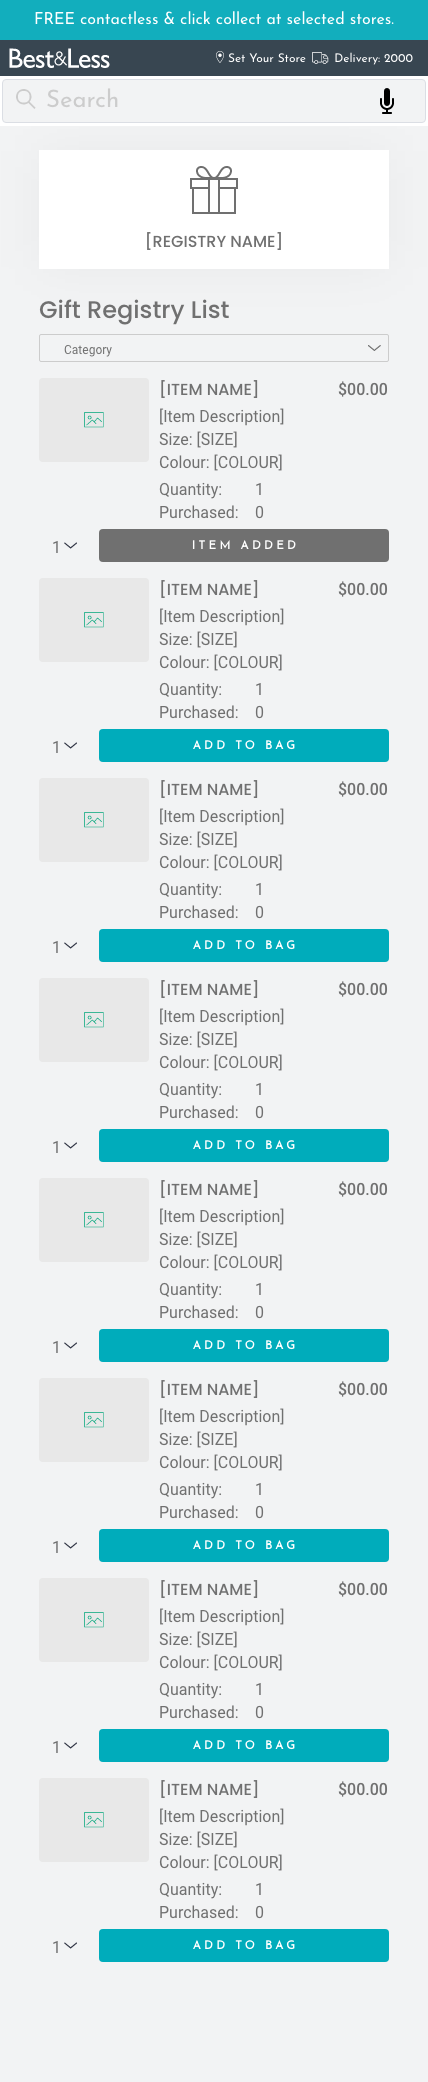 FREE contactless & click collect at selected stores.
Best&Less Set Your Store Delivery: 2000
Search
[REGISTRY NAME]
Gift Registry List
Category
[ITEM NAME] $00.00
[Item Description]
Size: [SIZE]
Colour: [COLOUR]
Quantity: 1
Purchased: 0
1 ITEM ADDED
[ITEM NAME] $00.00
[Item Description]
Size: [SIZE]
Colour: [COLOUR]
Quantity: 1
Purchased: 0
1 ADD TO BAG
[ITEM NAME] $00.00
[Item Description]
Size: [SIZE]
Colour: [COLOUR]
Quantity: 1
Purchased: 0
1 ADD TO BAG
[ITEM NAME] $00.00
[Item Description]
Size: [SIZE]
Colour: [COLOUR]
Quantity: 1
Purchased: 0
1 ADD TO BAG
[ITEM NAME] $00.00
[Item Description]
Size: [SIZE]
Colour: [COLOUR]
Quantity: 1
Purchased: 0
1 ADD TO BAG
[ITEM NAME] $00.00
[Item Description]
Size: [SIZE]
Colour: [COLOUR]
Quantity: 1
Purchased: 0
1 ADD TO BAG
[ITEM NAME] $00.00
[Item Description]
Size: [SIZE]
Colour: [COLOUR]
Quantity: 1
Purchased: 0
1 ADD TO BAG
[ITEM NAME] $00.00
[Item Description]
Size: [SIZE]
Colour: [COLOUR]
Quantity: 1
Purchased: 0
1 ADD TO BAG